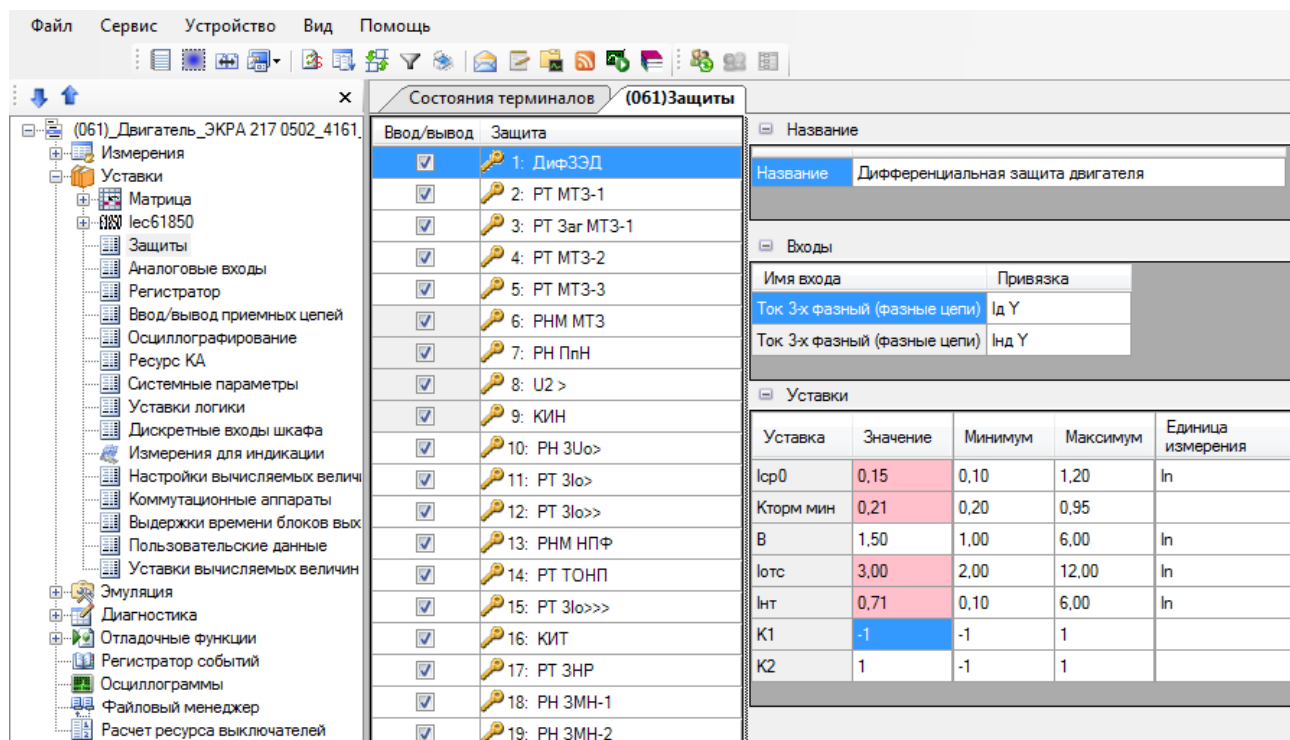 Файл Сервис Устройство Вид Помощь
Состояния терминалов (061)Защиты
(061)_Двигатель_ЭКРА 217 0502_4161_
Измерения
Уставки
Матрица
Iec61850
Защиты
Аналоговые входы
Регистратор
Ввод/вывод приемных цепей
Осциллографирование
Ресурс КА
Системные параметры
Уставки логики
Дискретные входы шкафа
Измерения для индикации
Настройки вычисляемых велич
Коммутационные аппараты
Выдержки времени блоков вых
Пользовательские данные
Уставки вычисляемых величин
Эмуляция
Диагностика
Отладочные функции
Регистратор событий
Осциллограммы
Файловый менеджер
Расчет ресурса выключателей
Ввод/вывод Защита
1: ДифЗЭД
2: РТ МТЗ-1
3: РТ Заг МТЗ-1
4: РТ МТЗ-2
5: РТ МТЗ-3
6: РНМ МТЗ
7: РН ПпН
8: U2 >
9: КИН
10: РН 3Uo>
11: РТ 3Io>
12: РТ 3Io>>
13: РНМ НПФ
14: РТ ТОНП
15: РТ 3Io>>>
16: КИТ
17: РТ ЗНР
18: РН ЗМН-1
19: РН ЗМН-2
Название
Название Дифференциальная защита двигателя
Входы
Имя входа Привязка
Ток 3-х фазный (фазные цепи) Iд Y
Ток 3-х фазный (фазные цепи) Iнд Y
Уставки
Уставка Значение Минимум Максимум Единица измерения
Iср0 0,15 0,10 1,20 In
Кторм мин 0,21 0,20 0,95
В 1,50 1,00 6,00 In
Iотс 3,00 2,00 12,00 In
Iнт 0,71 0,10 6,00 In
K1 -1 -1 1
K2 1 -1 1